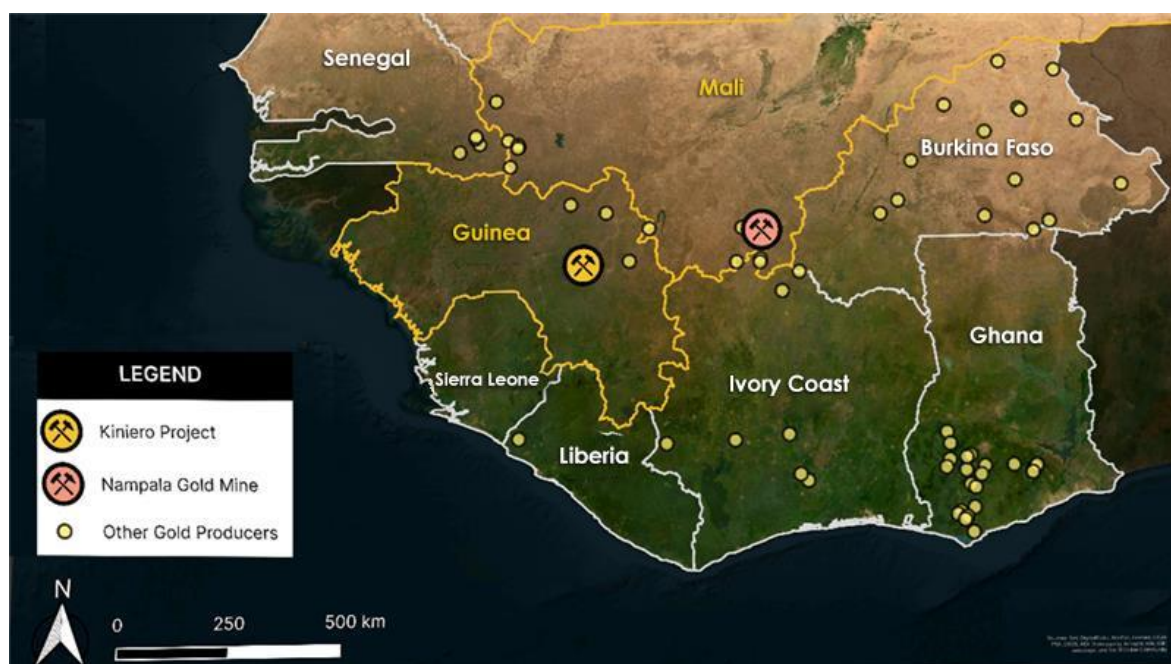 Senegal
Mali
Burkina Faso
Guinea
Ghana
Sierra Leone
Ivory Coast
Liberia
LEGEND
Kiniero Project
Nampala Gold Mine
Other Gold Producers
N
0 250 500 km